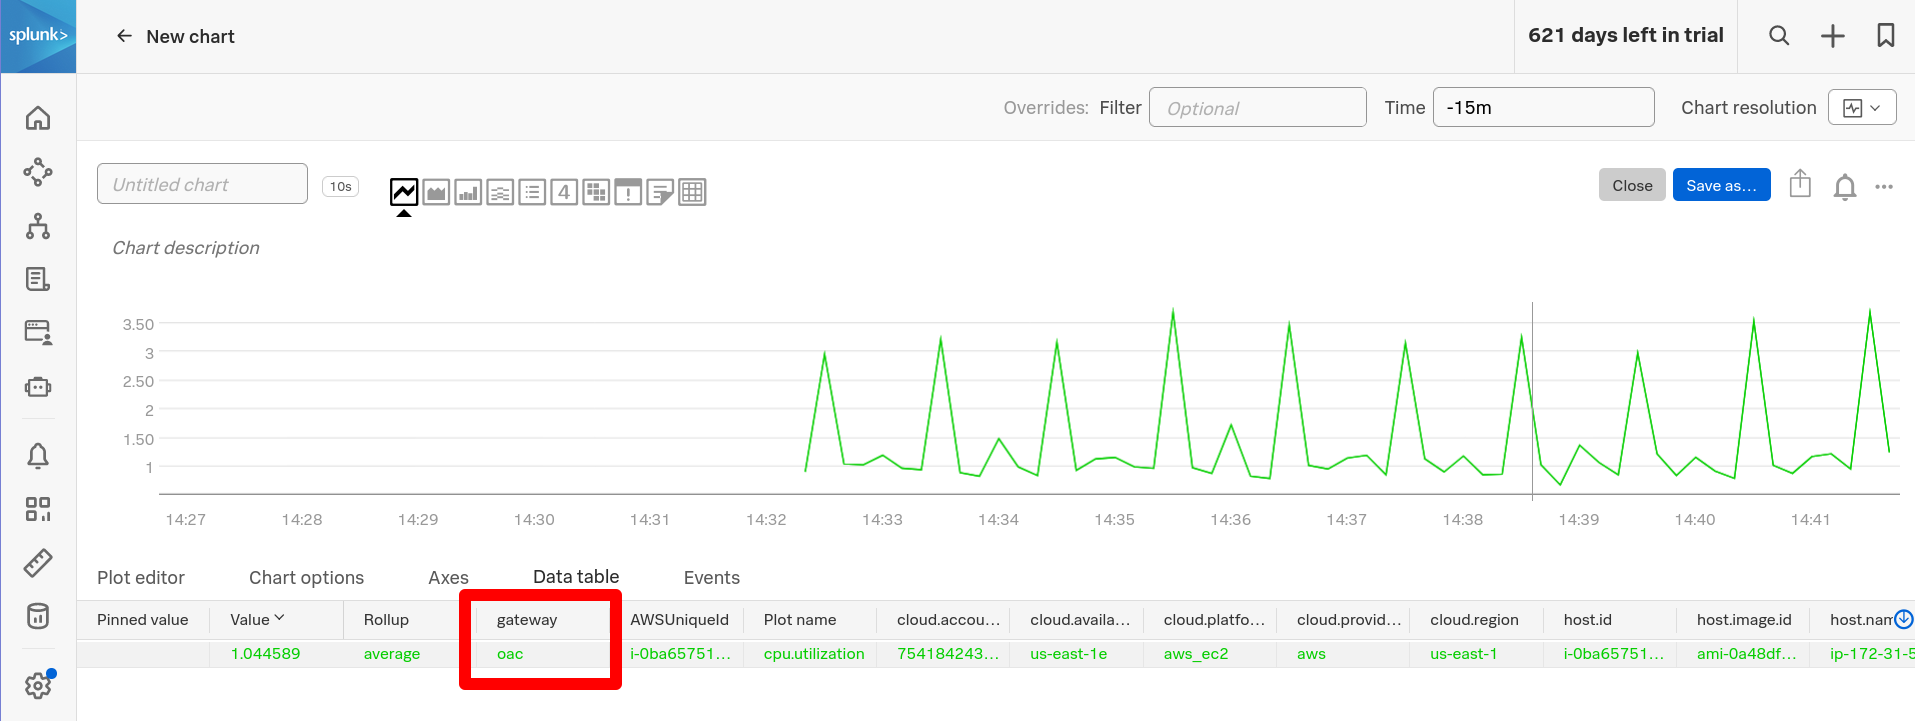 splunk>
New chart
621 days left in trial
Overrides: Filter Optional Time -15m Chart resolution
Untitled chart 10s 4 Close Save as... ...
Chart description
3.50
3
2.50
2
1.50
1
14:27 14:28 14:29 14:30 14:31 14:32 14:33 14:34 14:35 14:36 14:37 14:38 14:39 14:40 14:41
Plot editor Chart options Axes Data table Events
Pinned value Value Rollup gateway AWSUniqueId Plot name cloud.accou... cloud.availa... cloud.platfo... cloud.provid... cloud.region host.id host.image.id host.nam
1.044589 average oac i-0ba65751... cpu.utilization 754184243... us-east-1e aws_ec2 aws us-east-1 i-0ba65751... ami-0a48df... ip-172-31-5